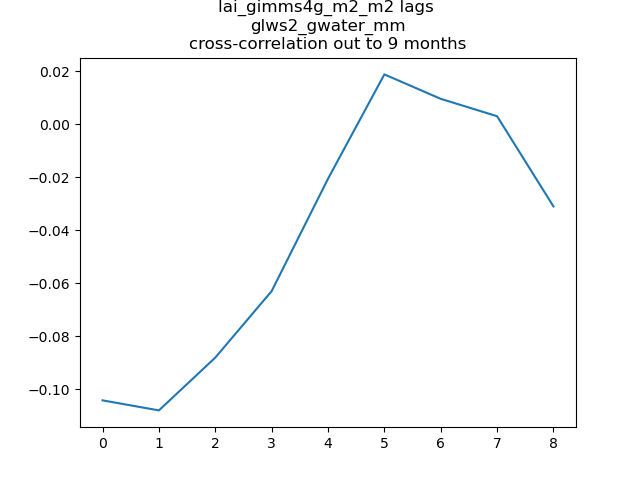 lai_gimms4g_m2_m2 lags
glws2_gwater_mm
cross-correlation out to 9 months
0.02
0.00
−0.02
−0.04
−0.06
−0.08
−0.10
0 1 2 3 4 5 6 7 8